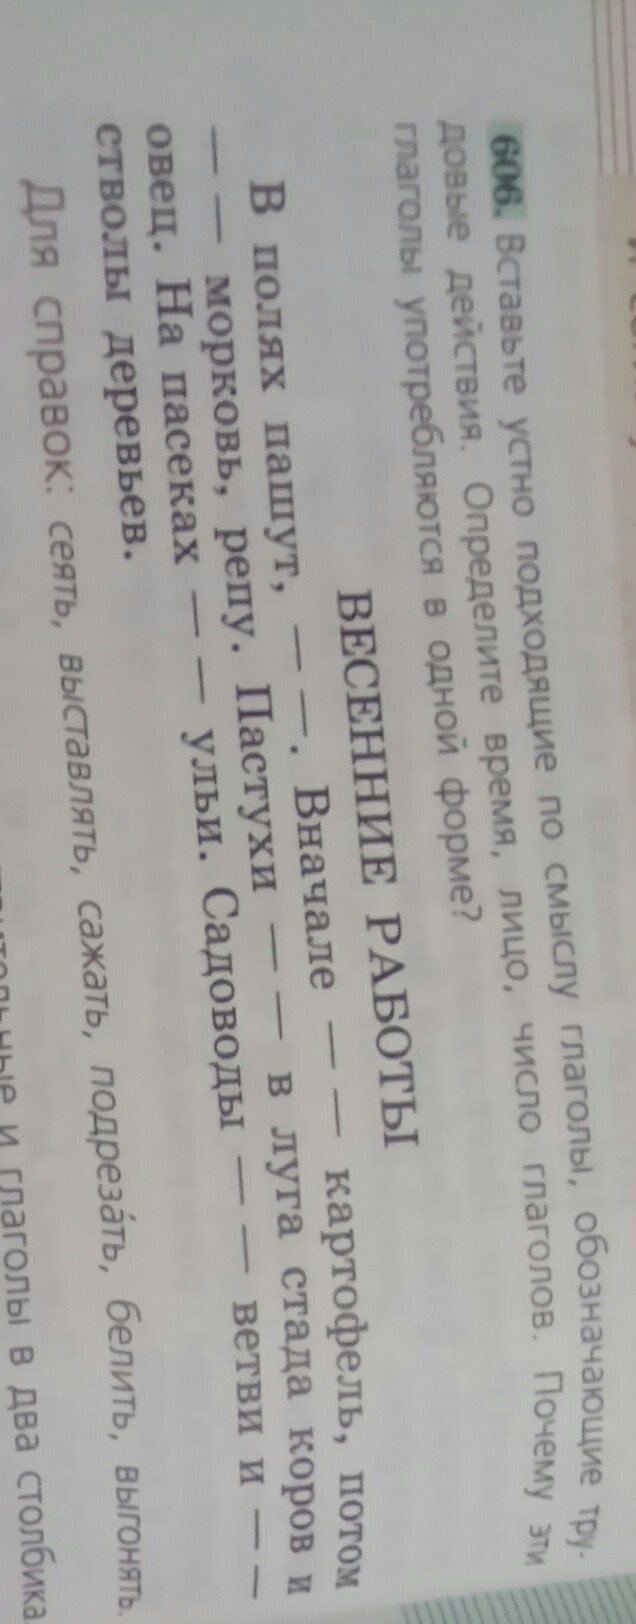 606. Вставьте устно подходящие по смыслу глаголы, обозначающие тру-
довые действия. Определите время, лицо, число глаголов. Почему эти
глаголы употребляются в одной форме?
ВЕСЕННИЕ РАБОТЫ
В полях пашут, — —. Вначале — — картофель, потом
— — морковь, репу. Пастухи — — в луга стада коров и
овец. На пасеках — — ульи. Садоводы — — ветви и — —
стволы деревьев.
Для справок: сеять, выставлять, сажать, подреза́ть, белить, выгонять.
и глаголы в два столбика